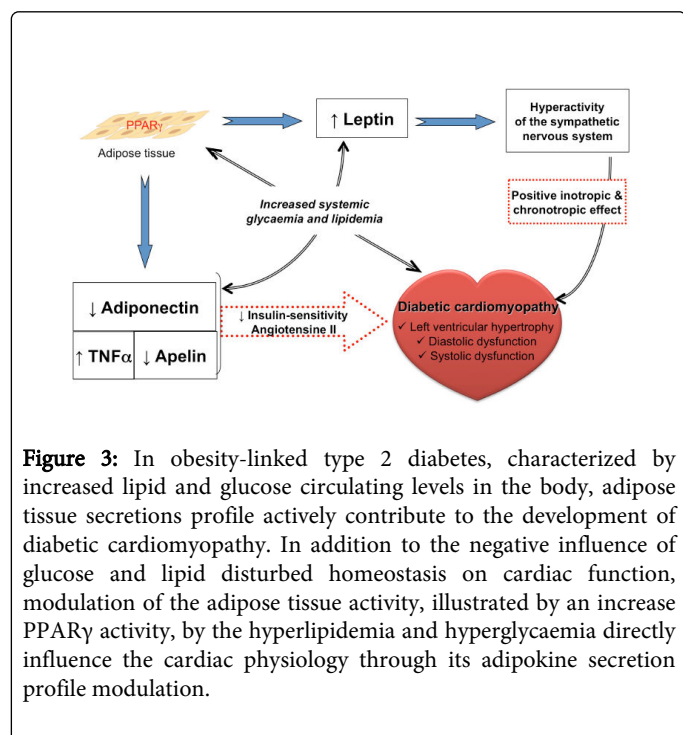 PPARγ
Adipose tissue
↑ Leptin
Hyperactivity
of the sympathetic
nervous system
Positive inotropic &
chronotropic effect
Increased systemic
glycaemia and lipidemia
↓ Adiponectin
↑ TNFα
↓ Apelin
↓ Insulin-sensitivity
Angiotensine II
Diabetic cardiomyopathy
✓ Left ventricular hypertrophy
✓ Diastolic dysfunction
✓ Systolic dysfunction
Figure 3: In obesity-linked type 2 diabetes, characterized by
increased lipid and glucose circulating levels in the body, adipose
tissue secretions profile actively contribute to the development of
diabetic cardiomyopathy. In addition to the negative influence of
glucose and lipid disturbed homeostasis on cardiac function,
modulation of the adipose tissue activity, illustrated by an increase
PPARγ activity, by the hyperlipidemia and hyperglycaemia directly
influence the cardiac physiology through its adipokine secretion
profile modulation.